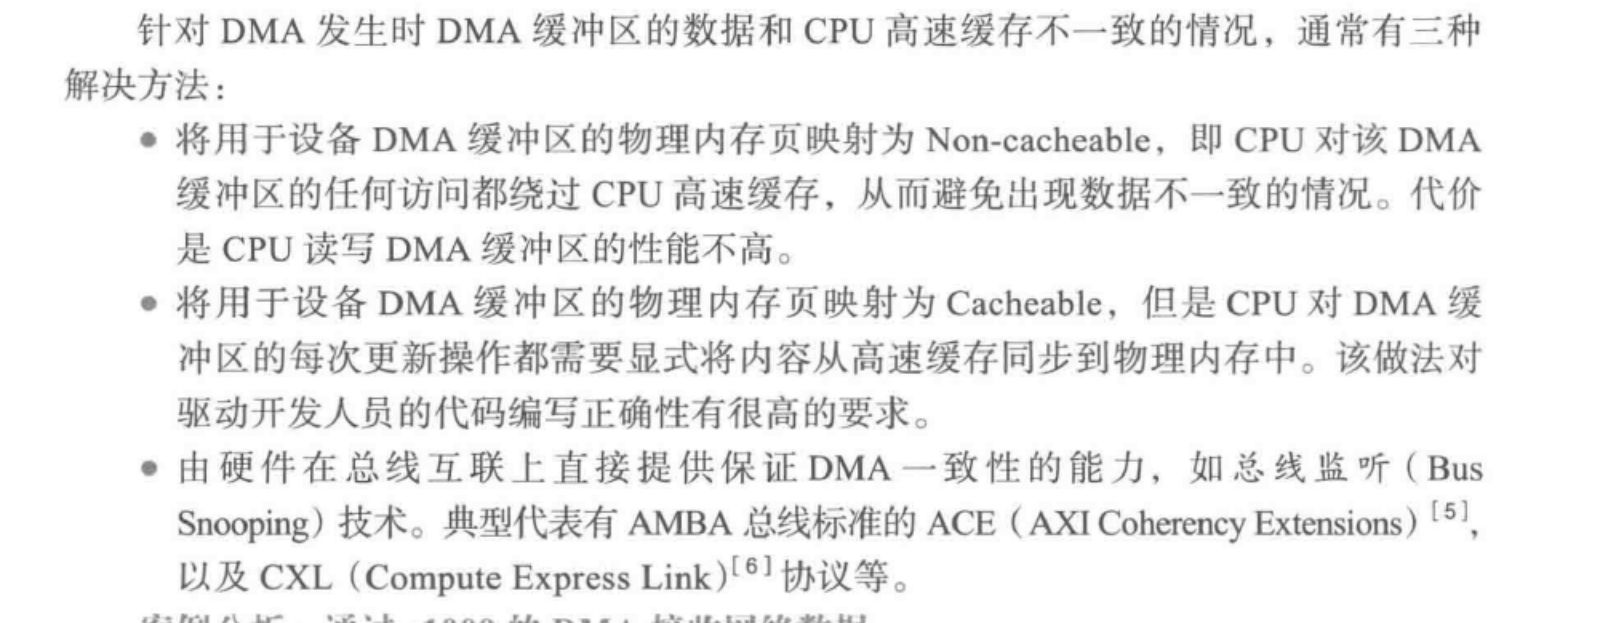 针对 DMA 发生时 DMA 缓冲区的数据和 CPU 高速缓存不一致的情况，通常有三种
解决方法：
● 将用于设备 DMA 缓冲区的物理内存页映射为 Non-cacheable，即 CPU 对该 DMA
缓冲区的任何访问都绕过 CPU 高速缓存，从而避免出现数据不一致的情况。代价
是 CPU 读写 DMA 缓冲区的性能不高。
● 将用于设备 DMA 缓冲区的物理内存页映射为 Cacheable，但是 CPU 对 DMA 缓
冲区的每次更新操作都需要显式将内容从高速缓存同步到物理内存中。该做法对
驱动开发人员的代码编写正确性有很高的要求。
● 由硬件在总线互联上直接提供保证 DMA 一致性的能力，如总线监听（Bus
Snooping）技术。典型代表有 AMBA 总线标准的 ACE（AXI Coherency Extensions）[5]，
以及 CXL（Compute Express Link）[6] 协议等。